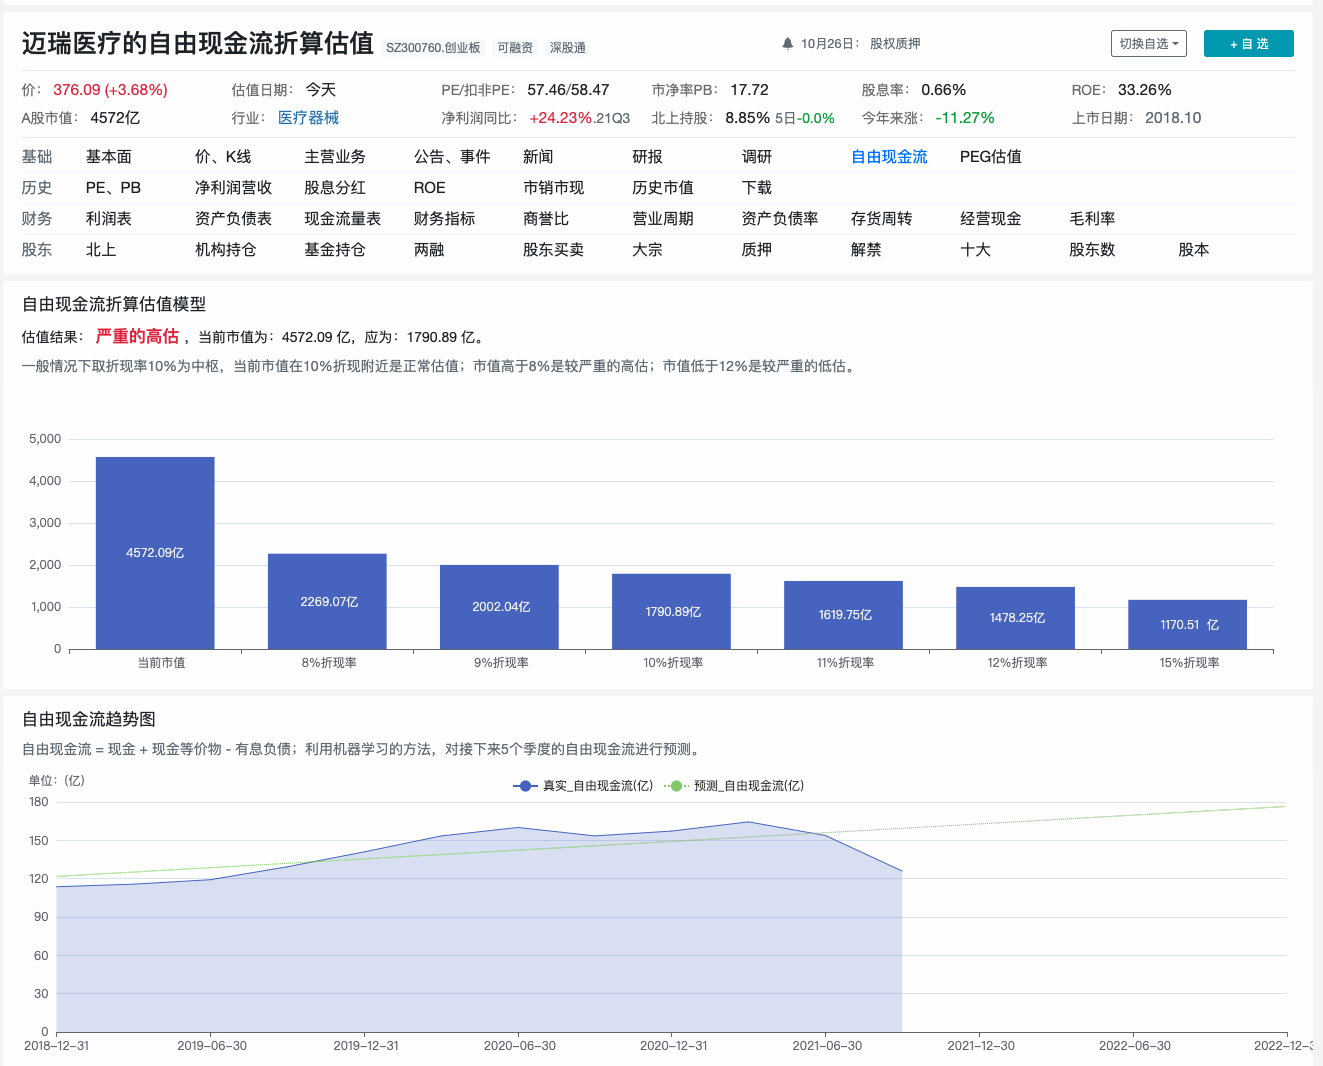 迈瑞医疗的自由现金流折算估值 SZ300760.创业板 可融资 深股通 10月26日： 股权质押 切换自选 + 自 选
价： 376.09 (+3.68%) 估值日期： 今天 PE/扣非PE： 57.46/58.47 市净率PB： 17.72 股息率： 0.66% ROE： 33.26%
A股市值： 4572亿 行业： 医疗器械 净利润同比： +24.23%.21Q3 北上持股： 8.85% 5日-0.0% 今年来涨： -11.27% 上市日期： 2018.10
基础 基本面 价、K线 主营业务 公告、事件 新闻 研报 调研 自由现金流 PEG估值
历史 PE、PB 净利润营收 股息分红 ROE 市销市现 历史市值 下载
财务 利润表 资产负债表 现金流量表 财务指标 商誉比 营业周期 资产负债率 存货周转 经营现金 毛利率
股东 北上 机构持仓 基金持仓 两融 股东买卖 大宗 质押 解禁 十大 股东数 股本
自由现金流折算估值模型
估值结果： 严重的高估 ，当前市值为：4572.09 亿，应为：1790.89 亿。
一般情况下取折现率10%为中枢，当前市值在10%折现附近是正常估值；市值高于8%是较严重的高估；市值低于12%是较严重的低估。
5,000
4,000
3,000
2,000
1,000
0
4572.09亿 2269.07亿 2002.04亿 1790.89亿 1619.75亿 1478.25亿 1170.51 亿
当前市值 8%折现率 9%折现率 10%折现率 11%折现率 12%折现率 15%折现率
自由现金流趋势图
自由现金流 = 现金 + 现金等价物 - 有息负债；利用机器学习的方法，对接下来5个季度的自由现金流进行预测。
单位：(亿) 真实_自由现金流(亿) 预测_自由现金流(亿)
180
150
120
90
60
30
0
2018-12-31 2019-06-30 2019-12-31 2020-06-30 2020-12-31 2021-06-30 2021-12-30 2022-06-30 2022-12-3